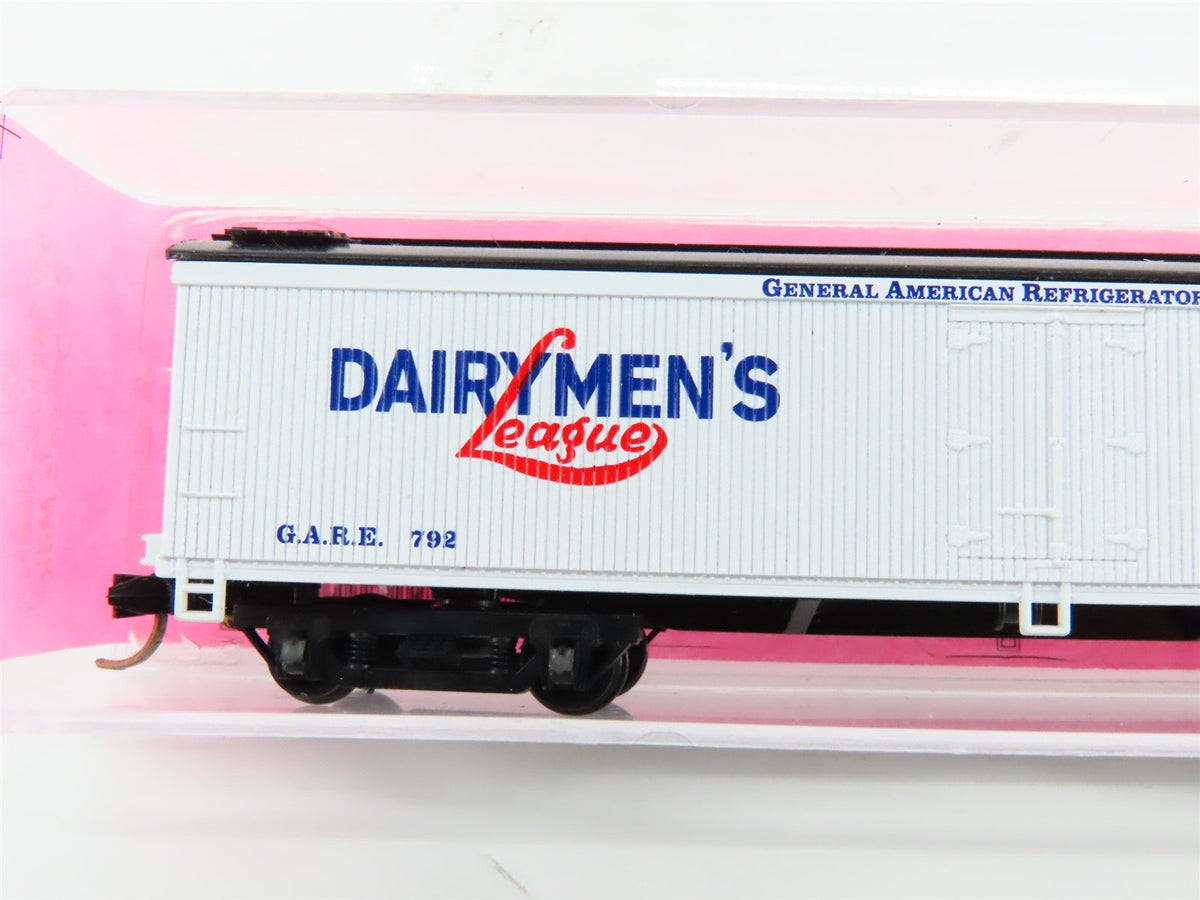 GENERAL AMERICAN REFRIGERATOR
DAIRYMEN'S
League
G.A.R.E. 792